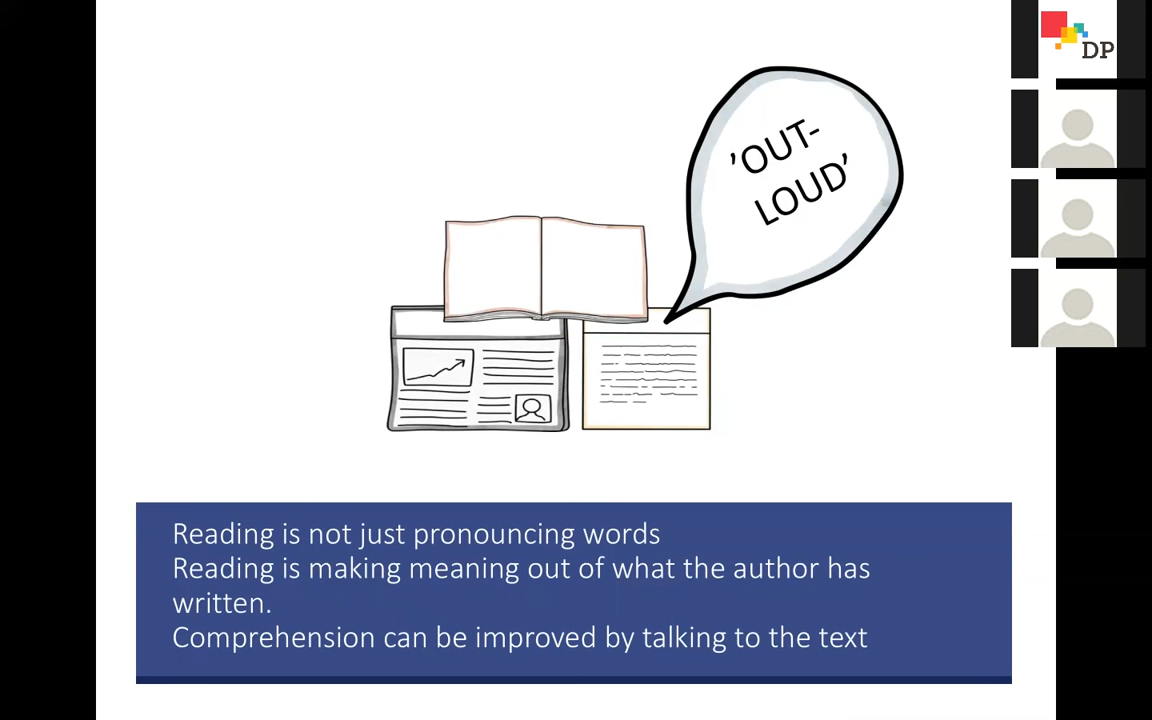 DP
’OUT-
LOUD’
Reading is not just pronouncing words
Reading is making meaning out of what the author has
written.
Comprehension can be improved by talking to the text